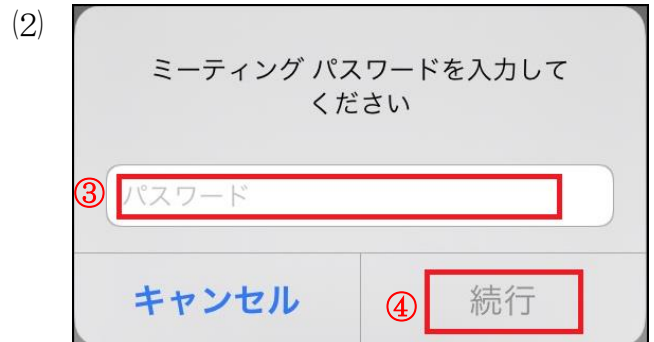 (2)
ミーティング パスワードを入力して
ください
③ パスワード
キャンセル ④ 続行